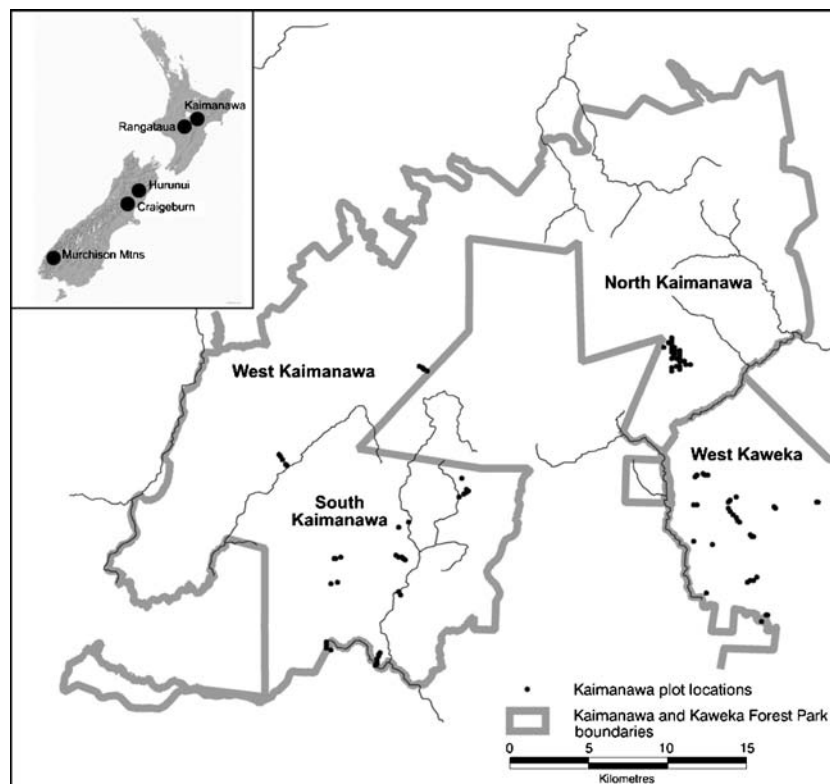 Kaimanawa
Rangataua
Hurunui
Craigeburn
Murchison Mtns
North Kaimanawa
West Kaimanawa
West Kaweka
South
Kaimanawa
Kaimanawa plot locations
Kaimanawa and Kaweka Forest Park
boundaries
0 5 10 15
Kilometres